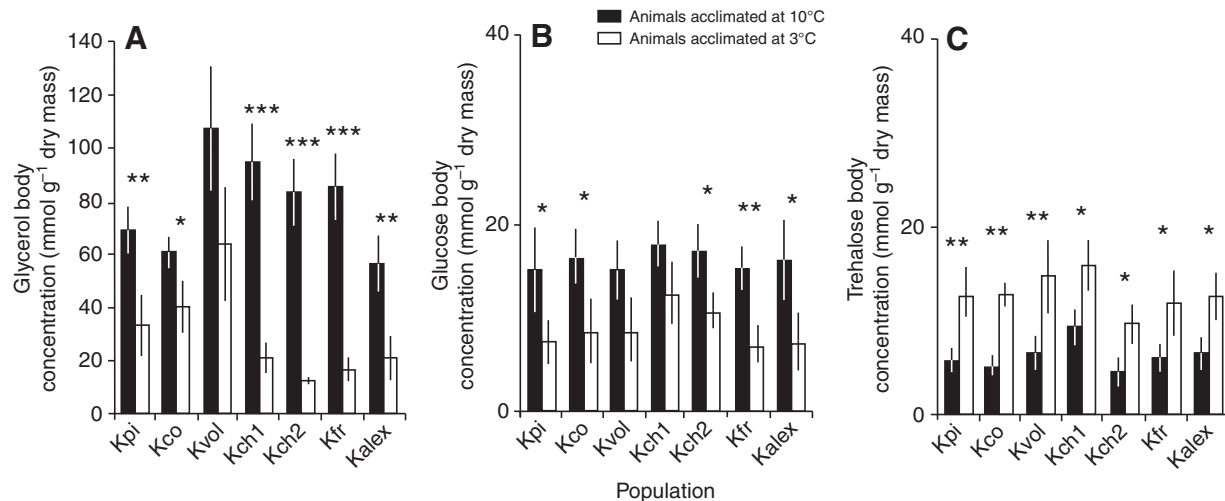 Animals acclimated at 10°C
Animals acclimated at 3°C
A
Glycerol body
concentration (mmol g⁻¹ dry mass)
140
120
100
80
60
40
20
0
**
*
***
***
***
**
Kpi
Kco
Kvol
Kch1
Kch2
Kfr
Kalex
B
Glucose body
concentration (mmol g⁻¹ dry mass)
40
20
0
*
*
*
**
*
Kpi
Kco
Kvol
Kch1
Kch2
Kfr
Kalex
C
Trehalose body
concentration (mmol g⁻¹ dry mass)
40
20
0
**
**
**
*
*
*
*
Kpi
Kco
Kvol
Kch1
Kch2
Kfr
Kalex
Population